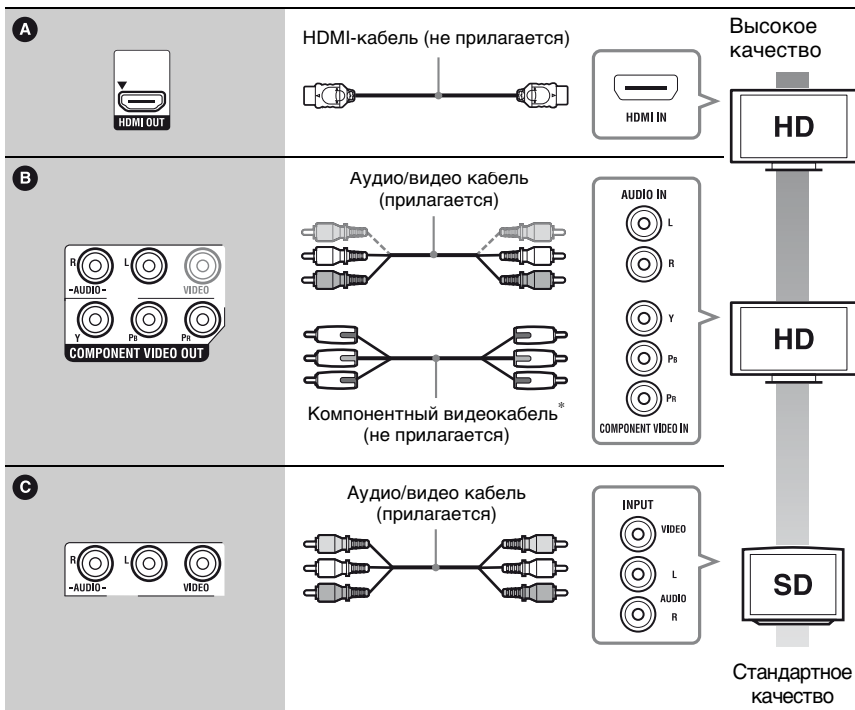 A
HDMI OUT
HDMI-кабель (не прилагается)
HDMI IN
Высокое
качество
HD
B
R
L
-AUDIO-
VIDEO
Y
PB
PR
COMPONENT VIDEO OUT
Аудио/видео кабель
(прилагается)
Компонентный видеокабель*
(не прилагается)
AUDIO IN
L
R
Y
PB
PR
COMPONENT VIDEO IN
HD
C
R
L
-AUDIO-
VIDEO
Аудио/видео кабель
(прилагается)
INPUT
VIDEO
L
AUDIO
R
SD
Стандартное
качество